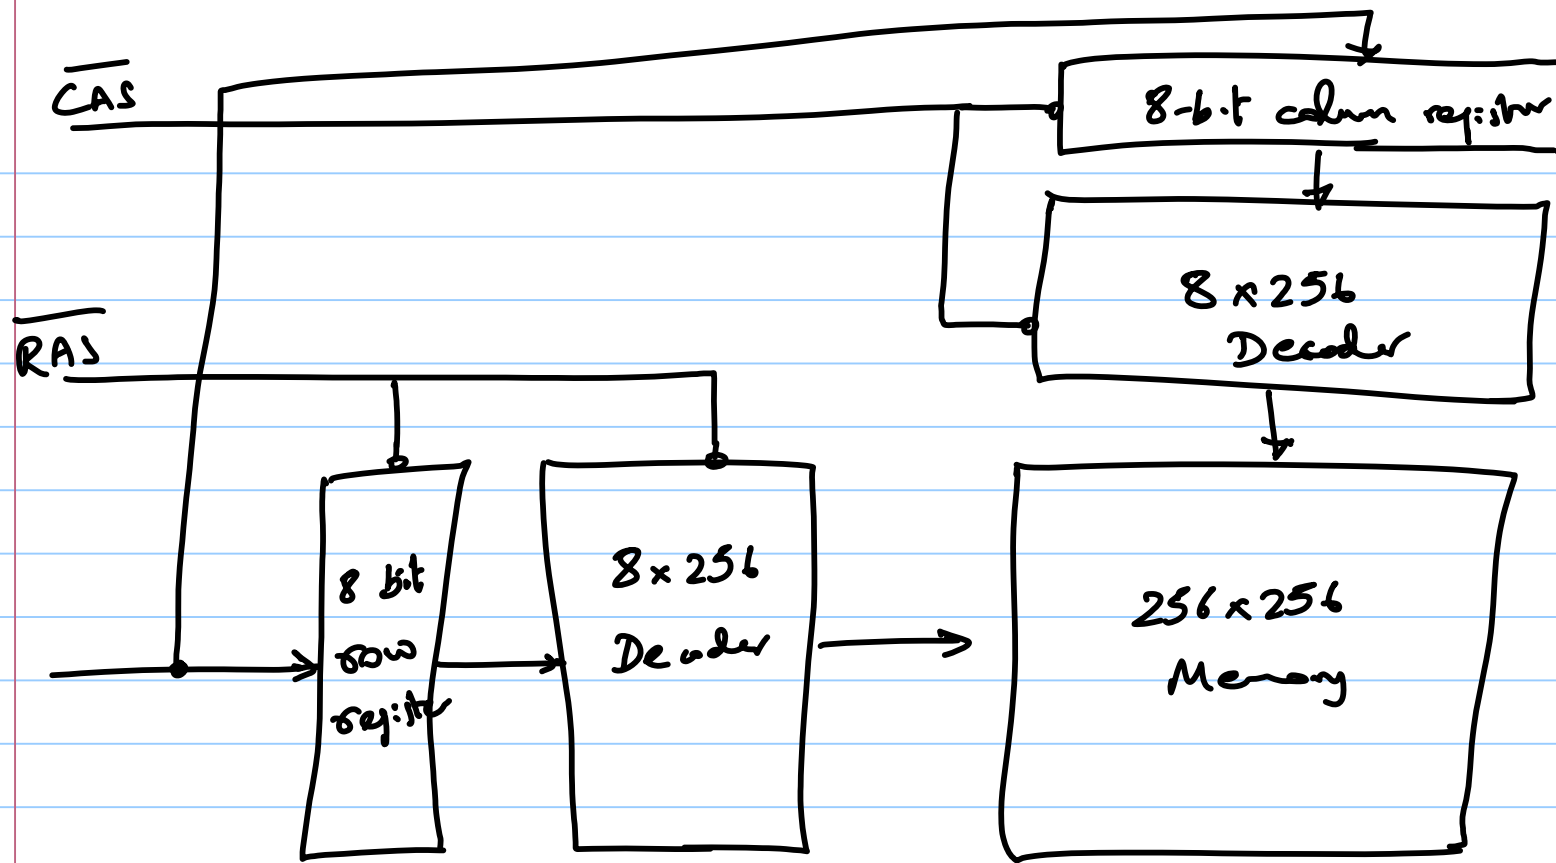 CAS
8-bit column register
8 x 256
Decoder
RAS
8 bit
row
register
8 x 256
Decoder
256 x 256
Memory